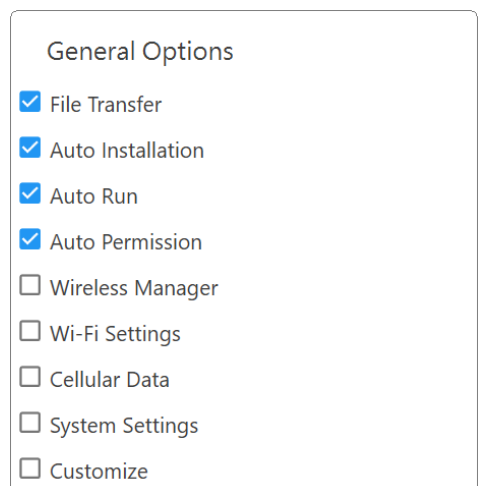 General Options
File Transfer
Auto Installation
Auto Run
Auto Permission
Wireless Manager
Wi-Fi Settings
Cellular Data
System Settings
Customize